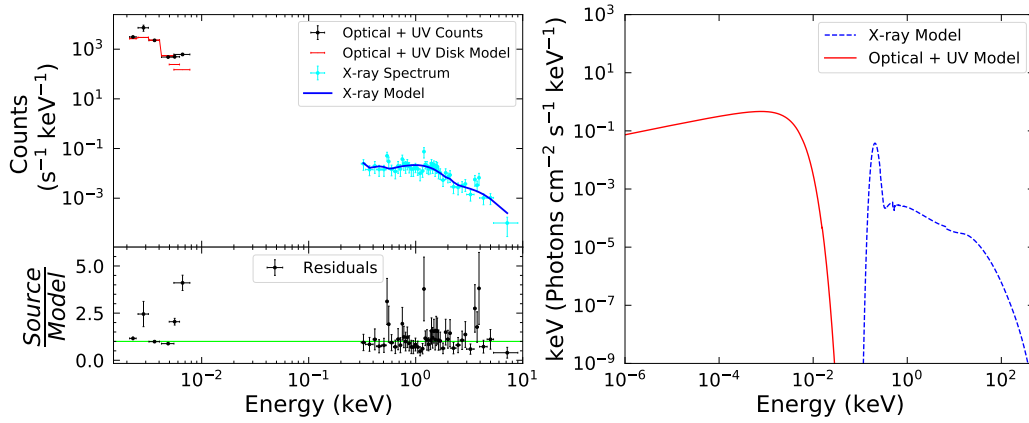 10³
10¹
10⁻¹
10⁻³
Counts
(s⁻¹ keV⁻¹)
Optical + UV Counts
Optical + UV Disk Model
X-ray Spectrum
X-ray Model
5.0
2.5
0.0
Source
Model
Residuals
10⁻² 10⁻¹ 10⁰ 10¹
Energy (keV)
keV (Photons cm⁻² s⁻¹ keV⁻¹)
10¹
10⁻¹
10⁻³
10⁻⁵
10⁻⁷
10⁻⁹
X-ray Model
Optical + UV Model
10⁻⁶ 10⁻⁴ 10⁻² 10⁰ 10²
Energy (keV)